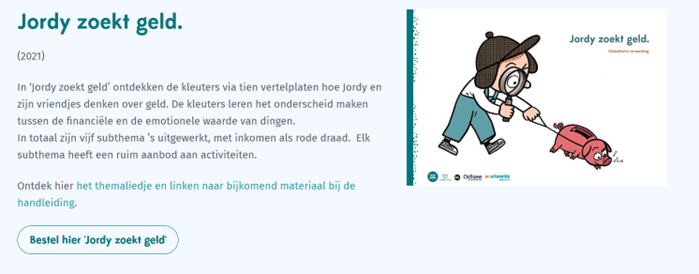 Jordy zoekt geld.
(2021)
In ‘Jordy zoekt geld’ ontdekken de kleuters via tien vertelplaten hoe Jordy en
zijn vriendjes denken over geld. De kleuters leren het onderscheid maken
tussen de financiële en de emotionele waarde van dingen.
In totaal zijn vijf subthema ’s uitgewerkt, met inkomen als rode draad. Elk
subthema heeft een ruim aanbod aan activiteiten.
Ontdek hier het themaliedje en linken naar bijkomend materiaal bij de
handleiding.
Bestel hier 'Jordy zoekt geld'
Jordy zoekt geld.
Odisee